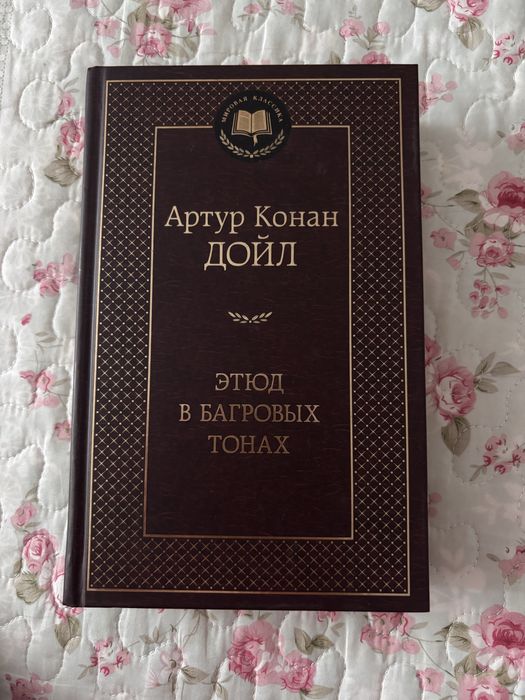 МИРОВАЯ КЛАССИКА
Артур Конан
ДОЙЛ
ЭТЮД
В БАГРОВЫХ
ТОНАХ